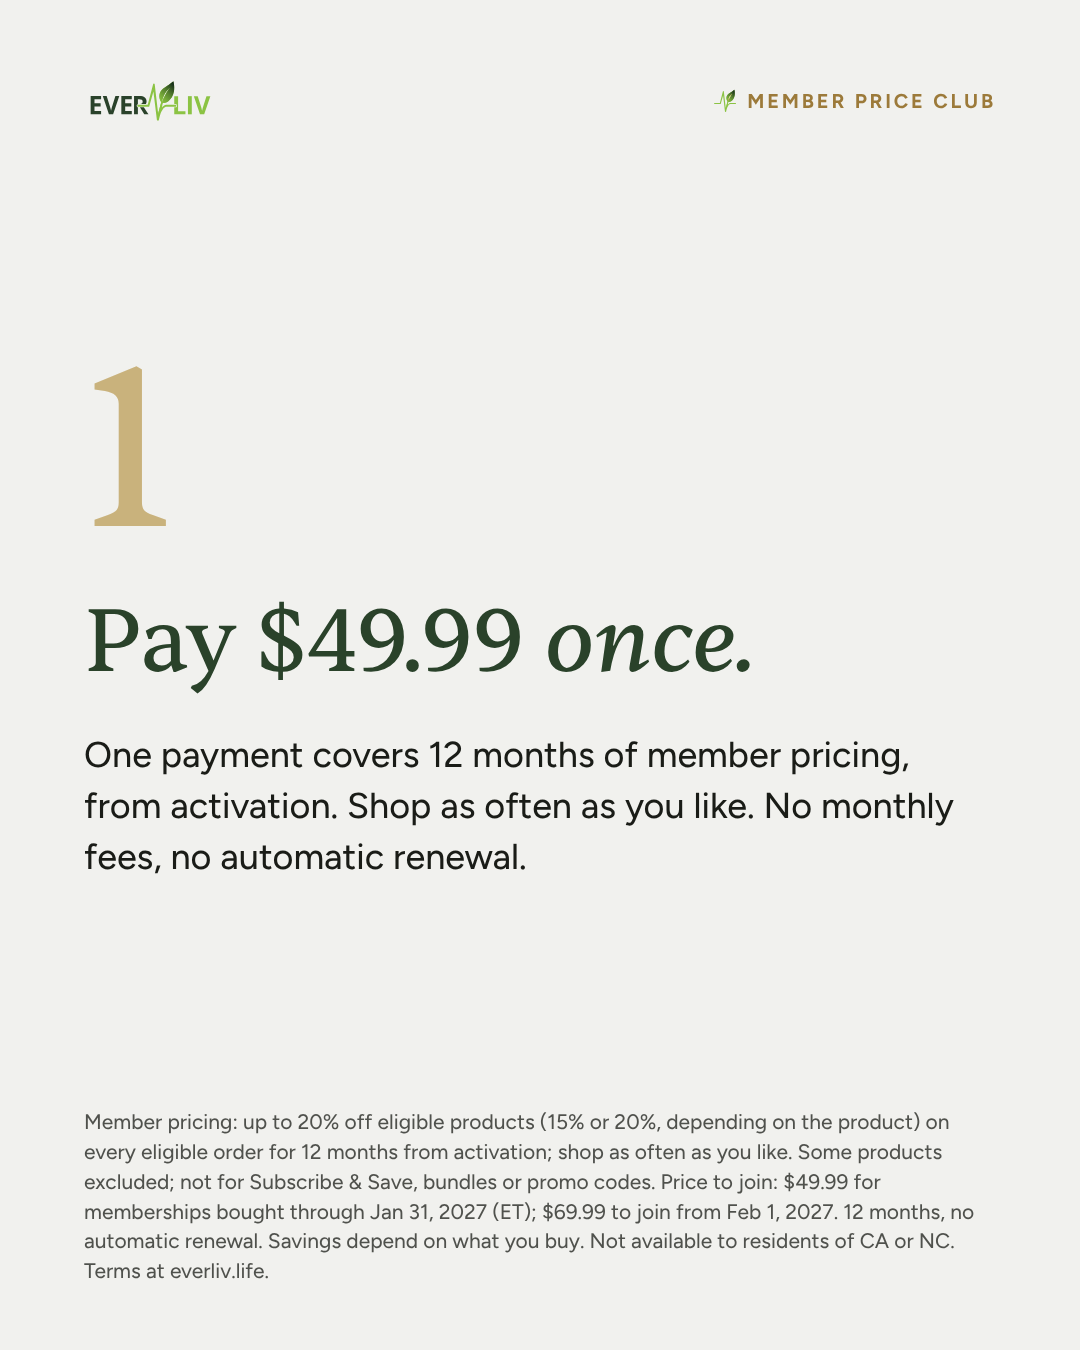 EVERLIV
MEMBER PRICE CLUB
1
Pay $49.99 once.
One payment covers 12 months of member pricing,
from activation. Shop as often as you like. No monthly
fees, no automatic renewal.
Member pricing: up to 20% off eligible products (15% or 20%, depending on the product) on
every eligible order for 12 months from activation; shop as often as you like. Some products
excluded; not for Subscribe & Save, bundles or promo codes. Price to join: $49.99 for
memberships bought through Jan 31, 2027 (ET); $69.99 to join from Feb 1, 2027. 12 months, no
automatic renewal. Savings depend on what you buy. Not available to residents of CA or NC.
Terms at everliv.life.